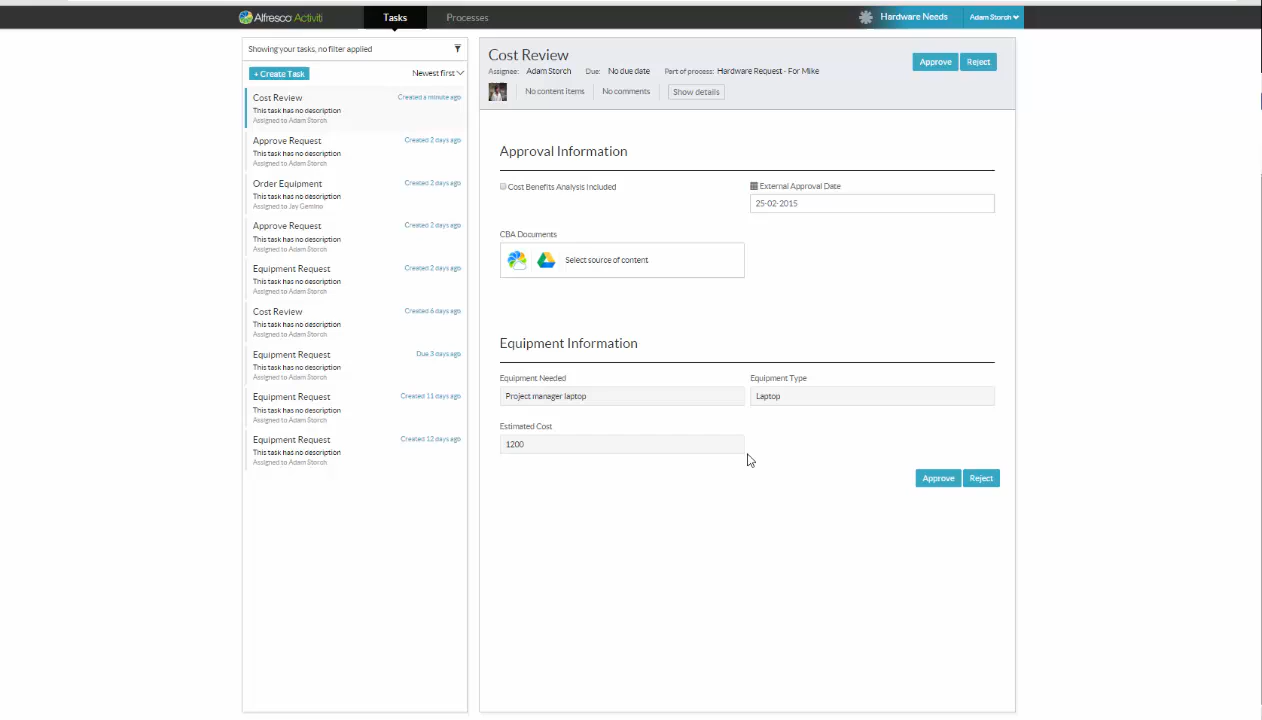 Alfresco Activiti
Tasks
Processes
Hardware Needs
Adam Storch
Showing your tasks, no filter applied
+ Create Task
Newest first
Cost Review
Created a minute ago
This task has no description
Assigned to Adam Storch
Approve Request
Created 2 days ago
This task has no description
Assigned to Adam Storch
Order Equipment
Created 2 days ago
This task has no description
Assigned to Jay Gemino
Approve Request
Created 2 days ago
This task has no description
Assigned to Adam Storch
Equipment Request
Created 2 days ago
This task has no description
Assigned to Adam Storch
Cost Review
Created 6 days ago
This task has no description
Assigned to Adam Storch
Equipment Request
Due 3 days ago
This task has no description
Assigned to Adam Storch
Equipment Request
Created 11 days ago
This task has no description
Assigned to Adam Storch
Equipment Request
Created 12 days ago
This task has no description
Assigned to Adam Storch
Cost Review
Approve Reject
Assignee: Adam Storch Due: No due date Part of process: Hardware Request - For Mike
No content items No comments Show details
Approval Information
Cost Benefits Analysis Included
External Approval Date
25-02-2015
CBA Documents
Select source of content
Equipment Information
Equipment Needed
Equipment Type
Project manager laptop
Laptop
Estimated Cost
1200
Approve Reject